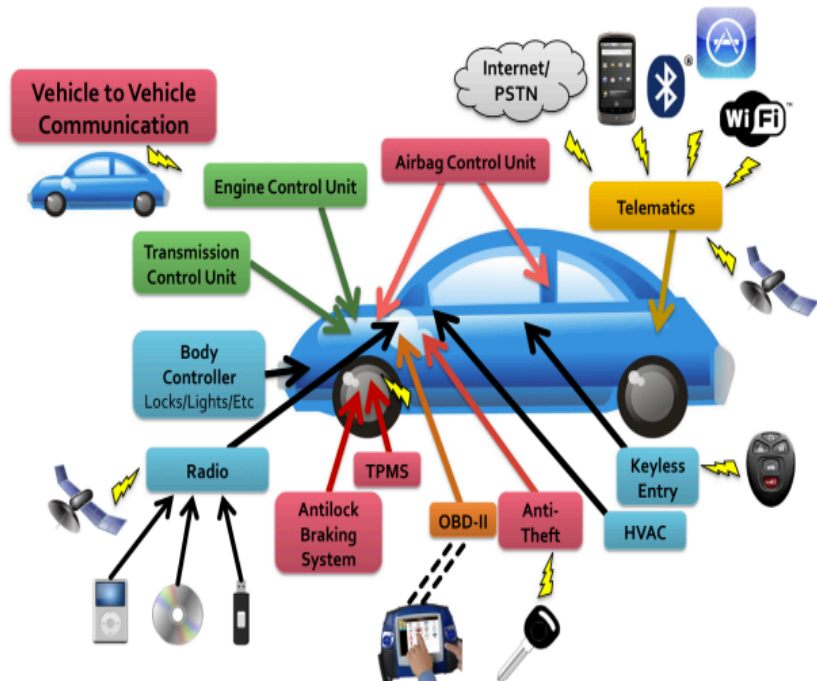 Internet/
PSTN
®
WiFi™
Vehicle to Vehicle
Communication
Airbag Control Unit
Engine Control Unit
Telematics
Transmission
Control Unit
Body
Controller
Locks/Lights/Etc
Radio
TPMS
Keyless
Entry
Antilock
Braking
System
OBD-II
Anti-
Theft
HVAC